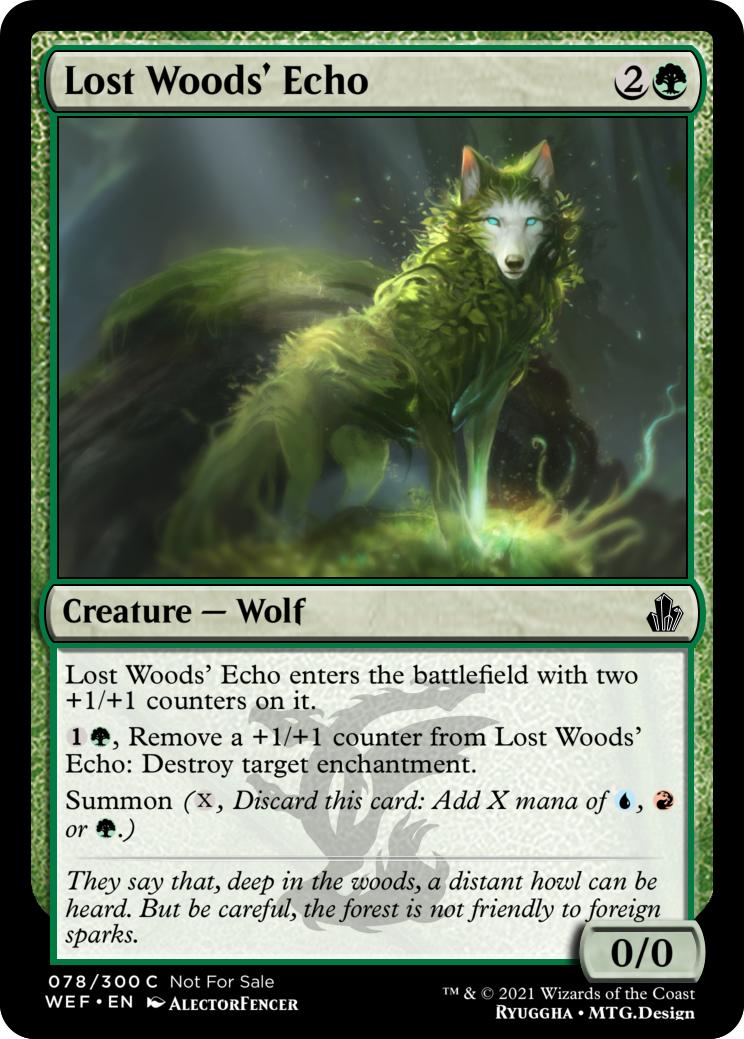 Lost Woods' Echo 2
Creature — Wolf
Lost Woods' Echo enters the battlefield with two
+1/+1 counters on it.
1 , Remove a +1/+1 counter from Lost Woods'
Echo: Destroy target enchantment.
Summon (X, Discard this card: Add X mana of ,
or .)
They say that, deep in the woods, a distant howl can be
heard. But be careful, the forest is not friendly to foreign
sparks.
0/0
078/300 C Not For Sale
WEF • EN AlectorFencer
™ & © 2021 Wizards of the Coast
Ryuggha • MTG.Design